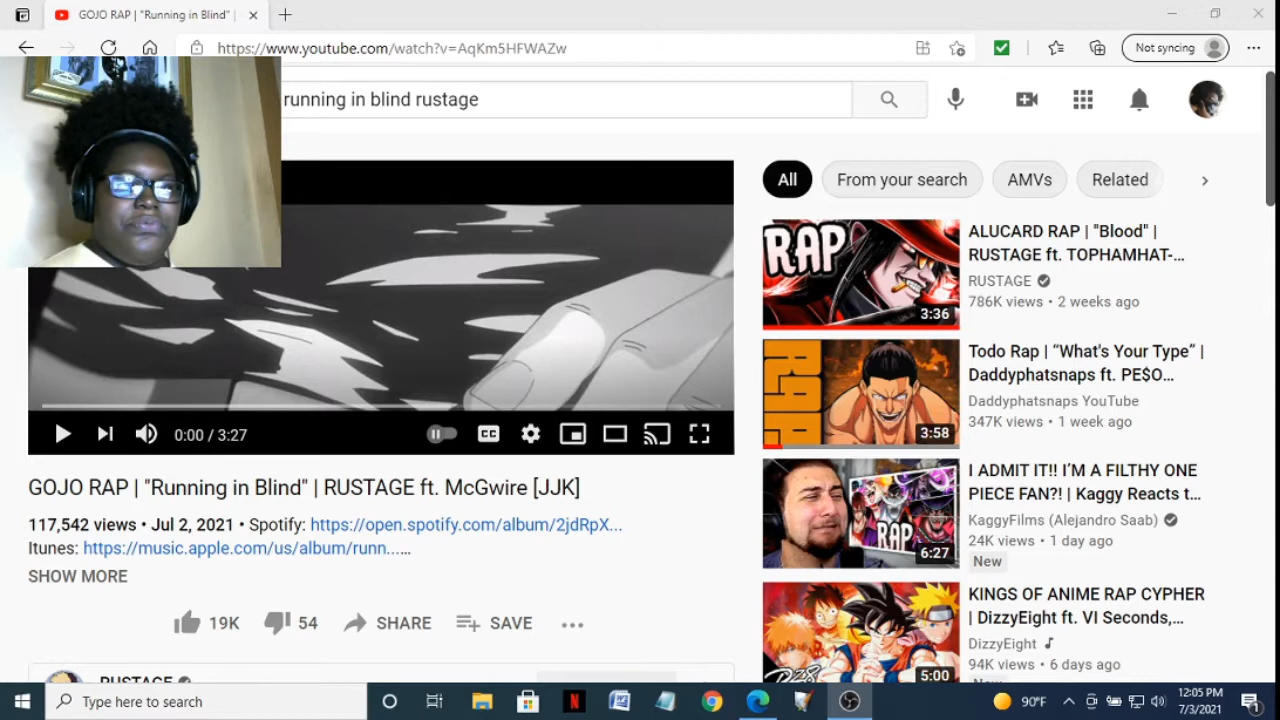 GOJO RAP | "Running in Blind" |
https://www.youtube.com/watch?v=AqKm5HFWAZw
Not syncing
running in blind rustage
All
From your search
AMVs
Related
0:00 / 3:27
CC
GOJO RAP | "Running in Blind" | RUSTAGE ft. McGwire [JJK]
117,542 views • Jul 2, 2021 • Spotify: https://open.spotify.com/album/2jdRpX...
Itunes: https://music.apple.com/us/album/runn...…
SHOW MORE
19K
54
SHARE
SAVE
RUSTAGE
RAP
3:36
ALUCARD RAP | "Blood" |
RUSTAGE ft. TOPHAMHAT-...
RUSTAGE
786K views • 2 weeks ago
RAP
3:58
Todo Rap | “What's Your Type” |
Daddyphatsnaps ft. PE$O...
Daddyphatsnaps YouTube
347K views • 1 week ago
RAP
6:27
I ADMIT IT!! I’M A FILTHY ONE
PIECE FAN?! | Kaggy Reacts t...
KaggyFilms (Alejandro Saab)
24K views • 1 day ago
New
5:00
KINGS OF ANIME RAP CYPHER
| DizzyEight ft. VI Seconds,...
DizzyEight
94K views • 6 days ago
Type here to search
90°F
12:05 PM
7/3/2021
1